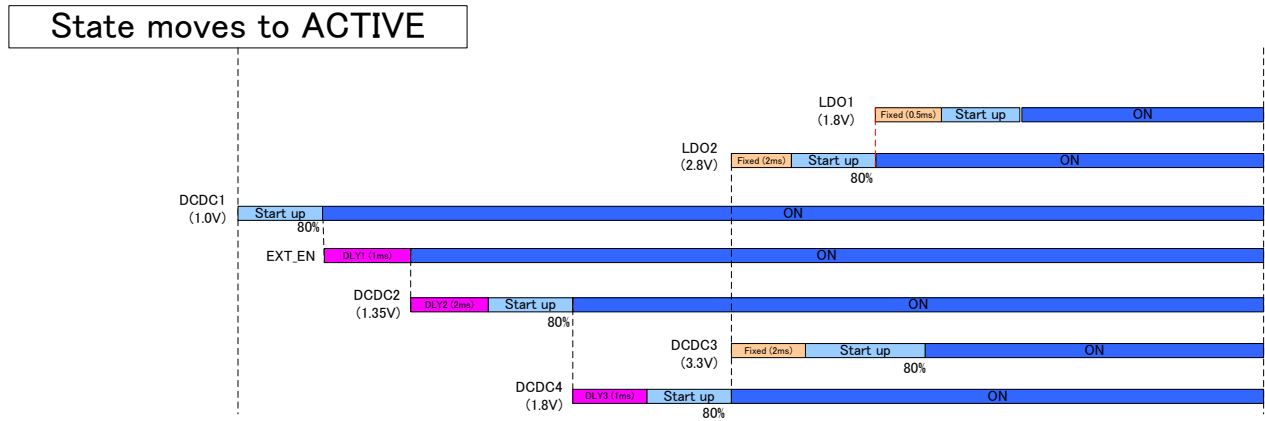 State moves to ACTIVE
LDO1
(1.8V)
Fixed (0.5ms)
Start up
ON
LDO2
(2.8V)
Fixed (2ms)
Start up
ON
80%
DCDC1
(1.0V)
Start up
ON
80%
EXT_EN
DLY1 (1ms)
ON
DCDC2
(1.35V)
DLY2 (2ms)
Start up
ON
80%
DCDC3
(3.3V)
Fixed (2ms)
Start up
ON
80%
DCDC4
(1.8V)
DLY3 (1ms)
Start up
ON
80%